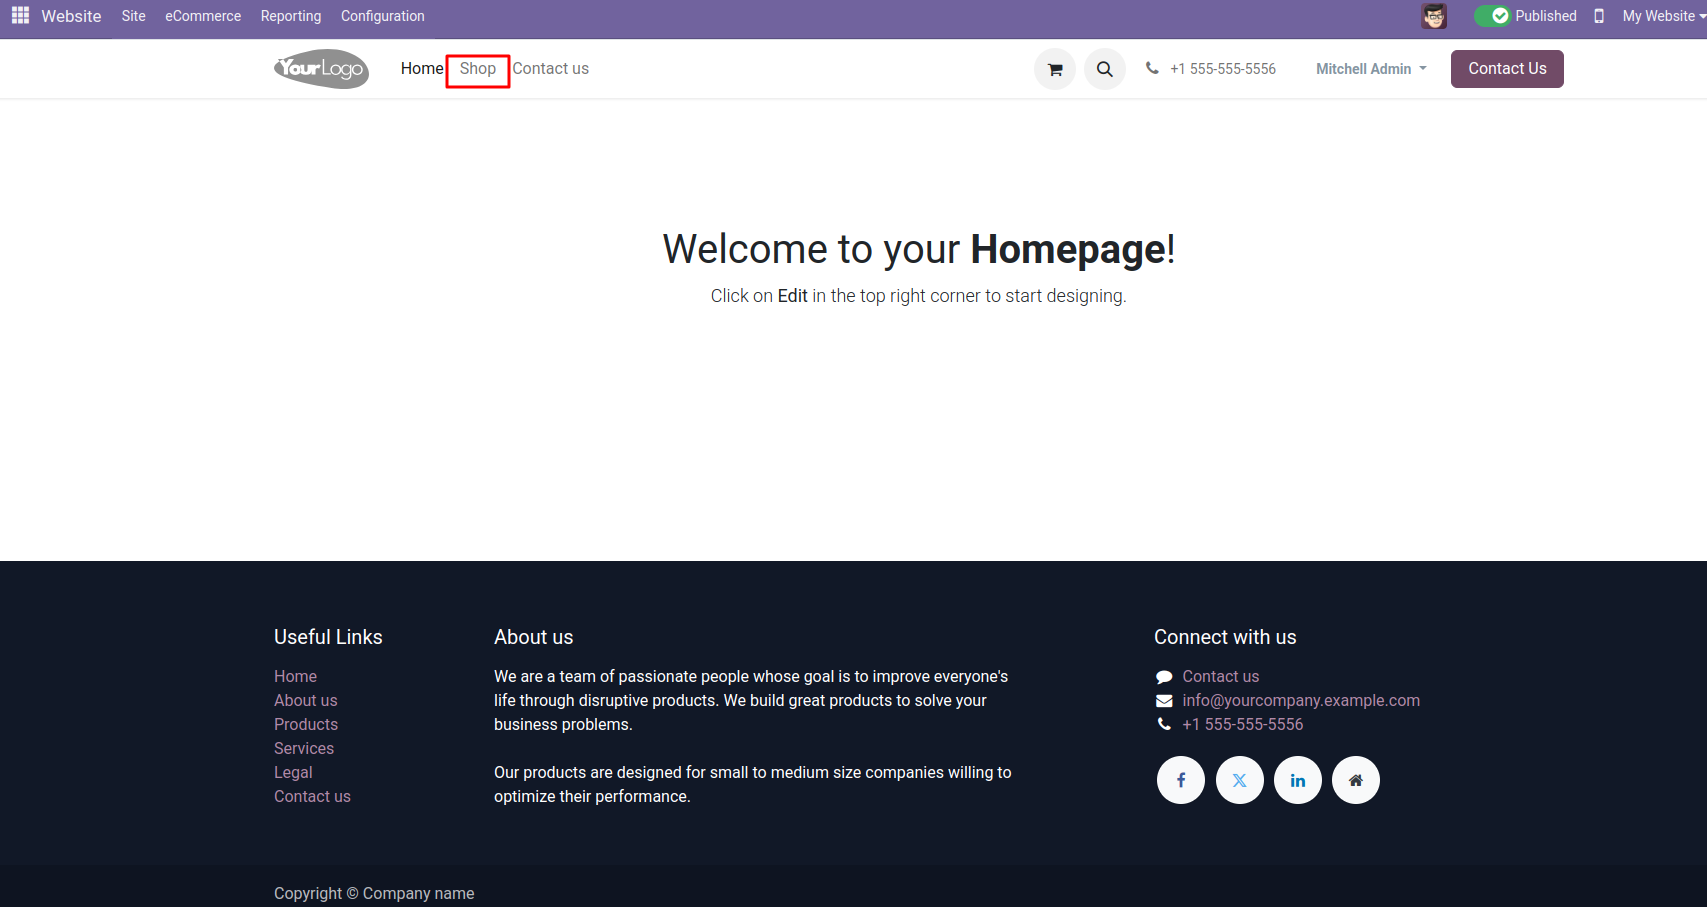 Website Site eCommerce Reporting Configuration Published My Website
YourLogo Home Shop Contact us +1 555-555-5556 Mitchell Admin Contact Us
Welcome to your Homepage!
Click on Edit in the top right corner to start designing.
Useful Links
Home
About us
Products
Services
Legal
Contact us
About us
We are a team of passionate people whose goal is to improve everyone's
life through disruptive products. We build great products to solve your
business problems.
Our products are designed for small to medium size companies willing to
optimize their performance.
Connect with us
Contact us
info@yourcompany.example.com
+1 555-555-5556
Copyright © Company name